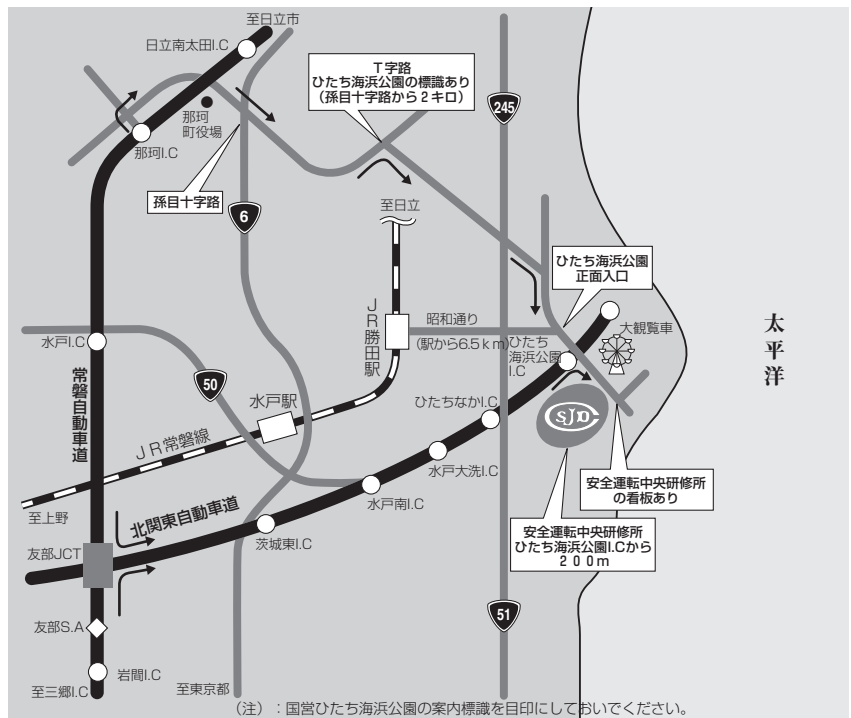 至日立市
日立南太田I.C
T字路
ひたち海浜公園の標識あり
(孫目十字路から2キロ)
245
那珂
町役場
那珂I.C
孫目十字路
6
至日立
ひたち海浜公園
正面入口
JR勝田駅
昭和通り
(駅から6.5km)
ひたち
海浜公園
I.C
大観覧車
太平洋
水戸I.C
常磐自動車道
50
水戸駅
ひたちなかI.C
SJDC
JR常磐線
水戸大洗I.C
安全運転中央研修所
の看板あり
水戸南I.C
至上野
北関東自動車道
茨城東I.C
安全運転中央研修所
ひたち海浜公園I.Cから
200m
友部JCT
51
友部S.A
岩間I.C
至三郷I.C
至東京都
(注):国営ひたち海浜公園の案内標識を目印にしておいでください。